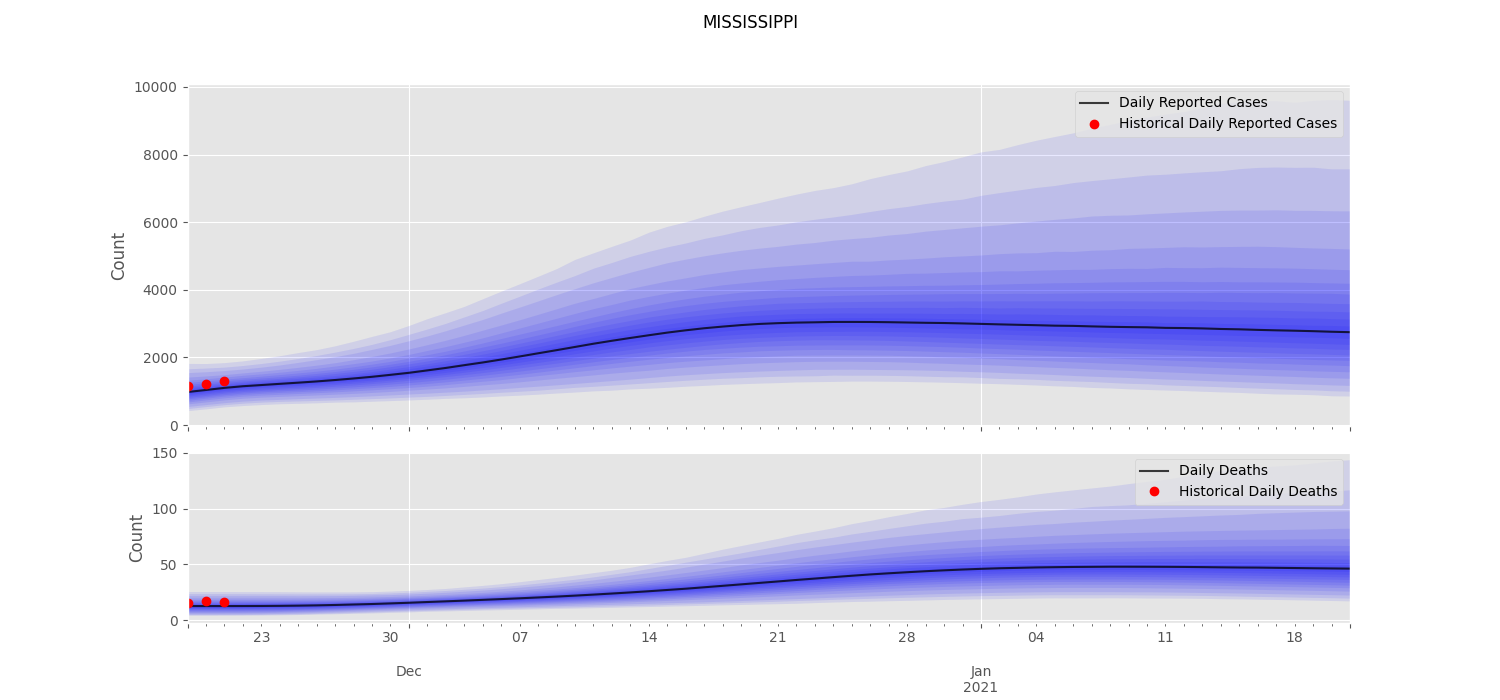 MISSISSIPPI
10000
8000
6000
4000
2000
0
Count
Daily Reported Cases
Historical Daily Reported Cases
150
100
50
0
Count
Daily Deaths
Historical Daily Deaths
23 30 07 14 21 28 04 11 18
Dec Jan
2021